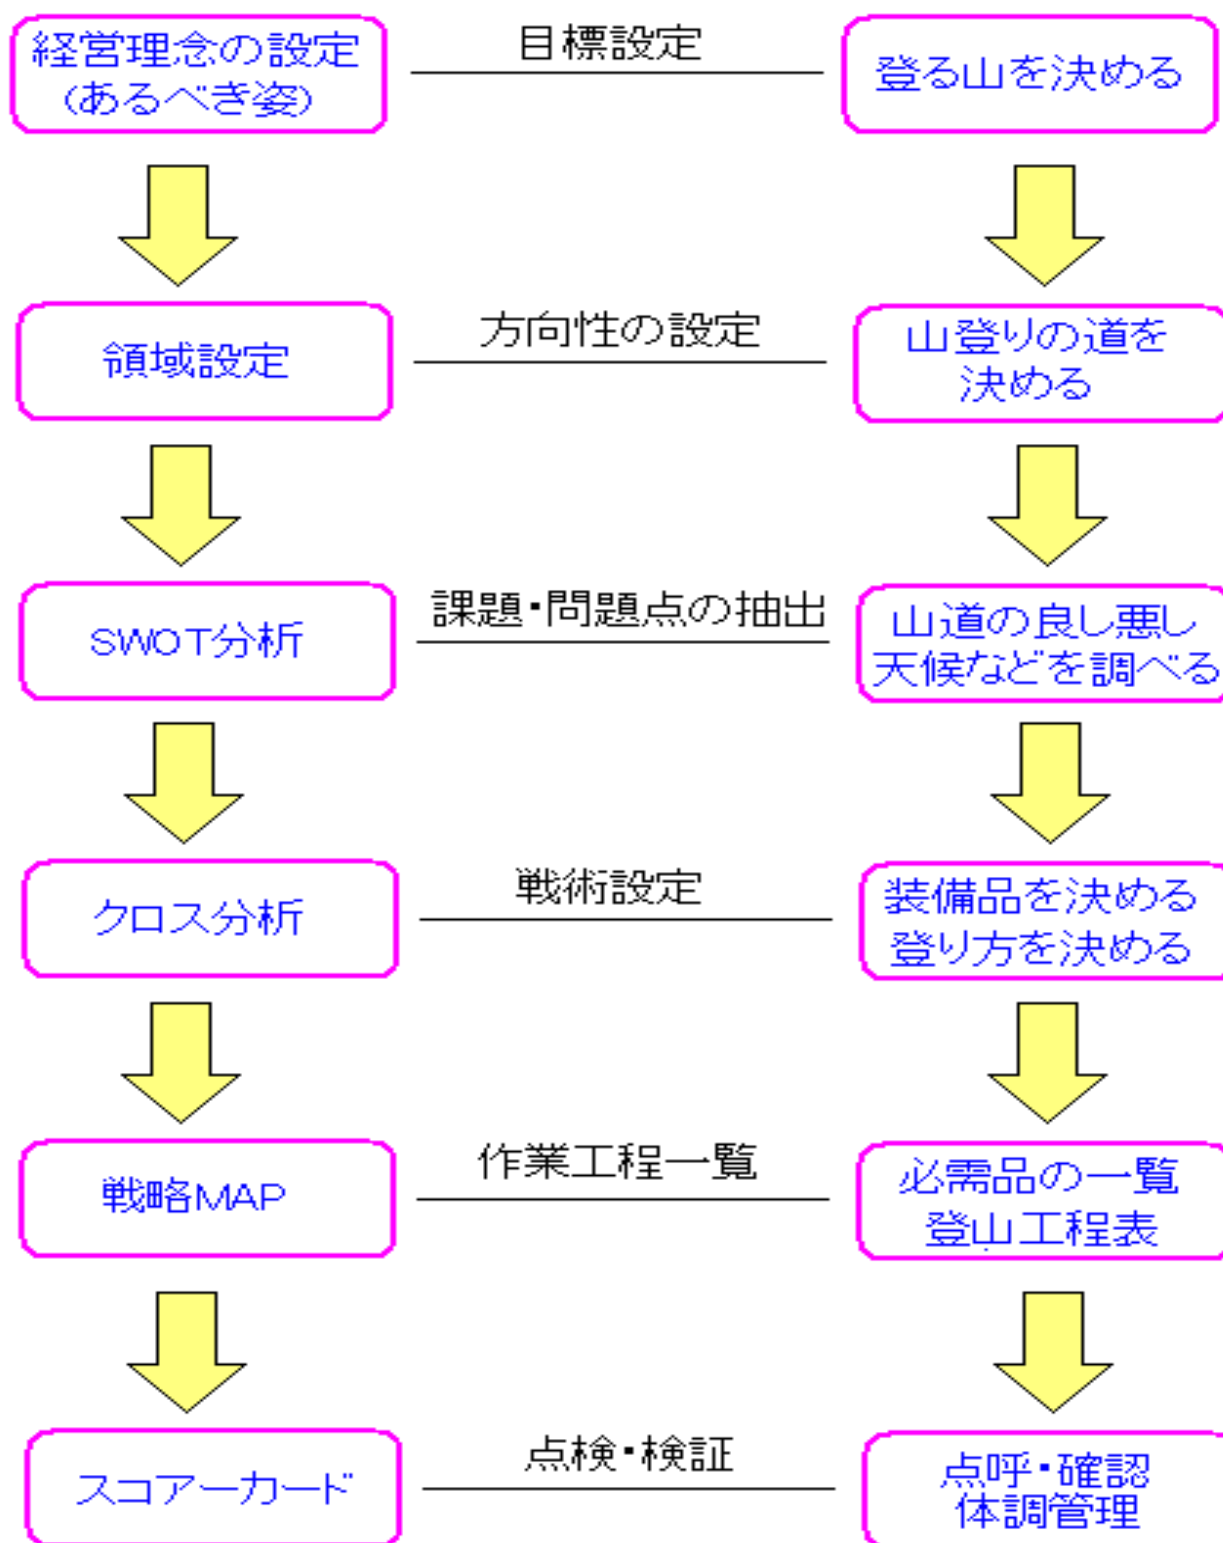 経営理念の設定
(あるべき姿)
目標設定
登る山を決める
領域設定
方向性の設定
山登りの道を
決める
SWOT分析
課題・問題点の抽出
山道の良し悪し
天候などを調べる
クロス分析
戦術設定
装備品を決める
登り方を決める
戦略MAP
作業工程一覧
必需品の一覧
登山工程表
スコアーカード
点検・検証
点呼・確認
体調管理